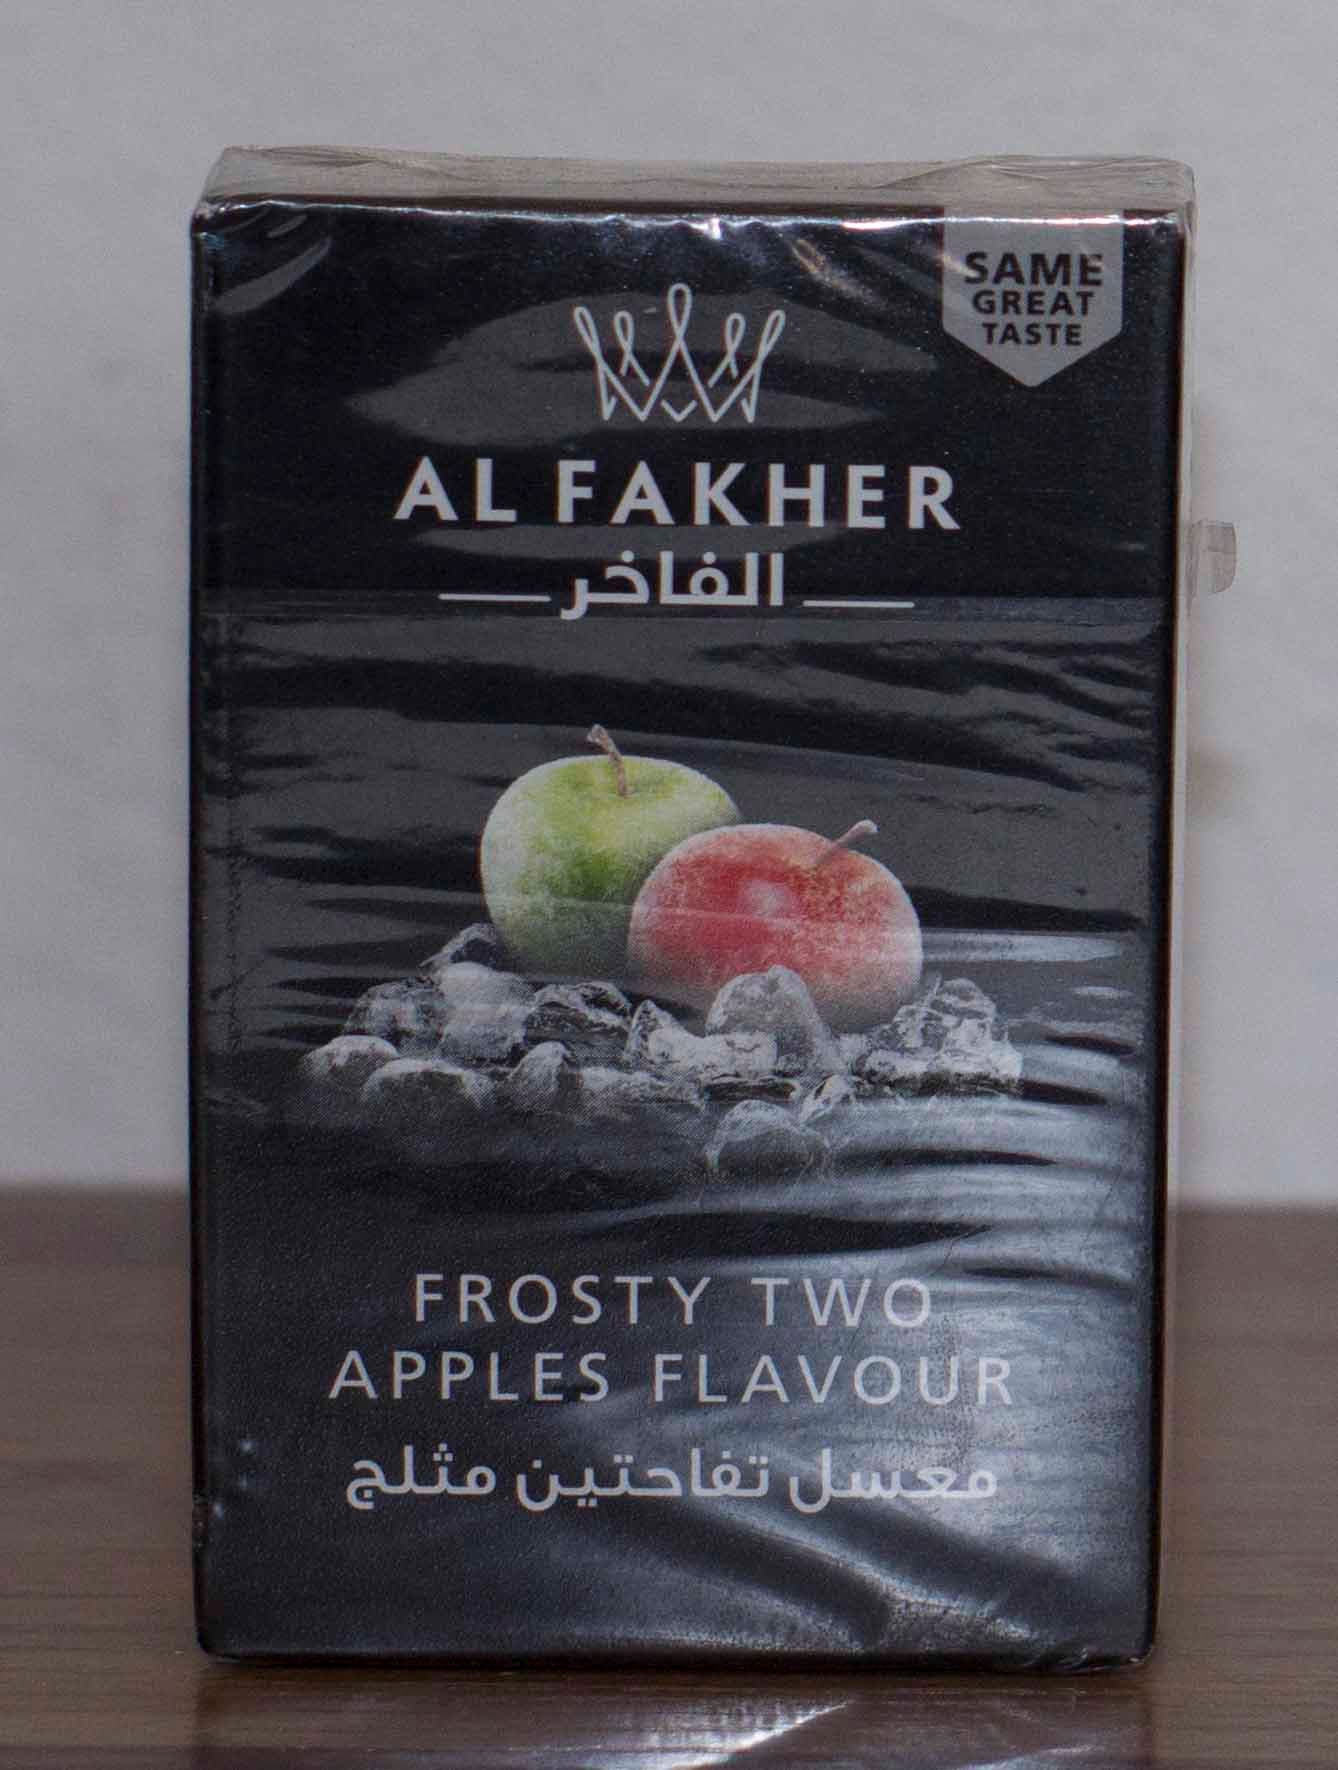 SAME
GREAT
TASTE
AL FAKHER
الفاخر
FROSTY TWO
APPLES FLAVOUR
معسل تفاحتين مثلج